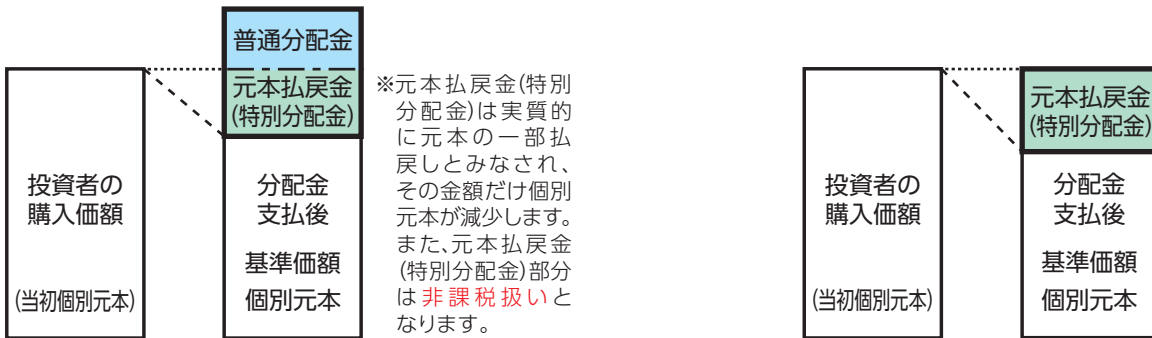 普通分配金
元本払戻金
(特別分配金)
投資者の
購入価額
(当初個別元本)
分配金
支払後
基準価額
個別元本
※元本払戻金(特別
分配金)は実質的
に元本の一部払
戻しとみなされ、
その金額だけ個別
元本が減少します。
また、元本払戻金
(特別分配金)部分
は非課税扱いと
なります。
投資者の
購入価額
(当初個別元本)
元本払戻金
(特別分配金)
分配金
支払後
基準価額
個別元本